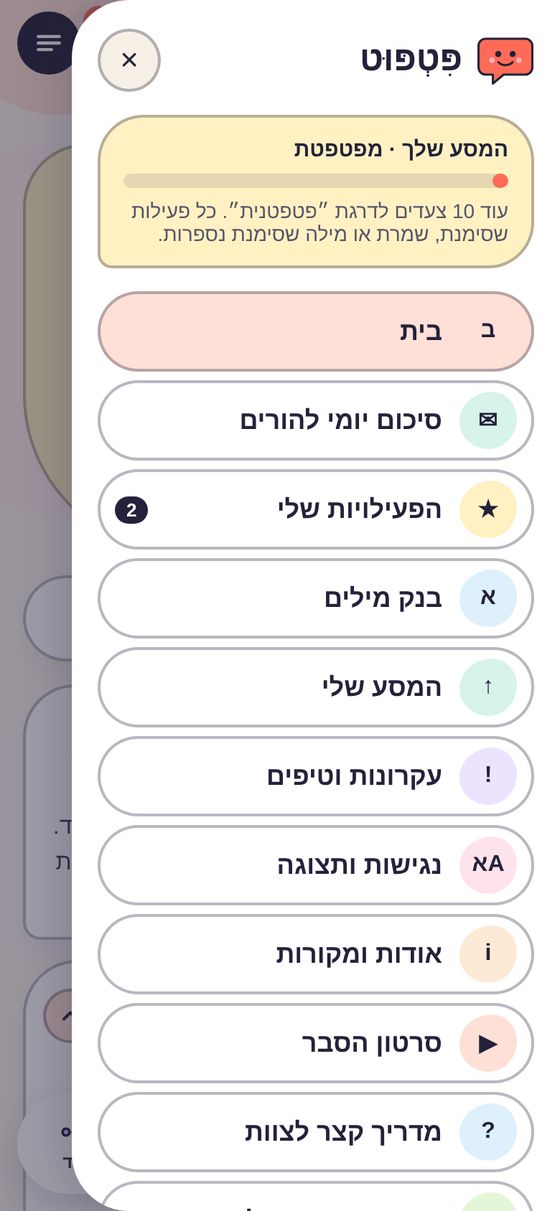 פִּטְפּוּט
×
המסע שלך · מפטפטת
עוד 10 צעדים לדרגת ״פטפטנית״. כל פעילות
שסימנת, שמרת או מילה שסימנת נספרות.
ב בית
✉ סיכום יומי להורים
★ הפעילויות שלי 2
א בנק מילים
↑ המסע שלי
! עקרונות וטיפים
אA נגישות ותצוגה
i אודות ומקורות
▶ סרטון הסבר
? מדריך קצר לצוות